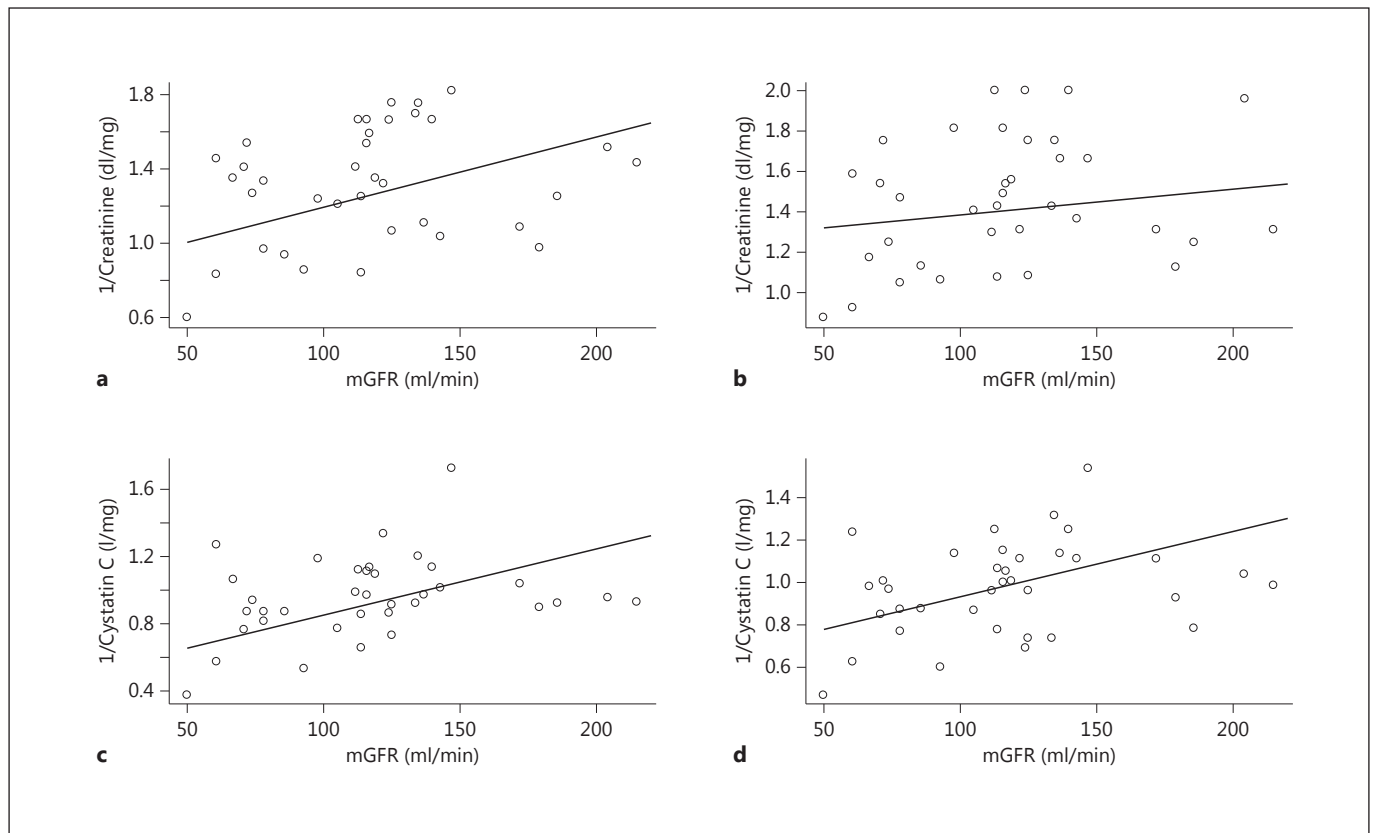 1/Creatinine (dl/mg)
1.8
1.4
1.0
0.6
50 100 150 200
mGFR (ml/min)
a
1/Creatinine (dl/mg)
2.0
1.8
1.6
1.4
1.2
1.0
50 100 150 200
mGFR (ml/min)
b
1/Cystatin C (l/mg)
1.6
1.2
0.8
0.4
50 100 150 200
mGFR (ml/min)
c
1/Cystatin C (l/mg)
1.4
1.2
1.0
0.8
0.6
50 100 150 200
mGFR (ml/min)
d